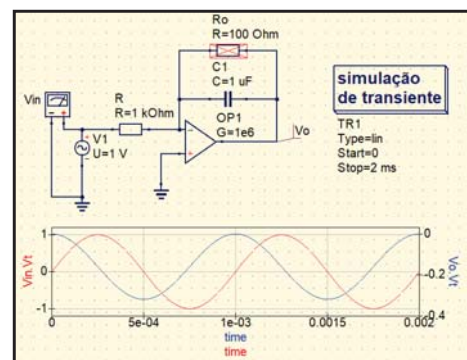 Ro
R=100 Ohm
C1
C=1 uF
Vin
R
R=1 kOhm
V1
U=1 V
OP1
G=1e6
Vo
simulação
de transiente
TR1
Type=lin
Start=0
Stop=2 ms
Vin.Vt
1
0
-1
0
5e-04
1e-03
0.0015
0.002
time
time
0
-0.2
-0.4
Vo.Vt